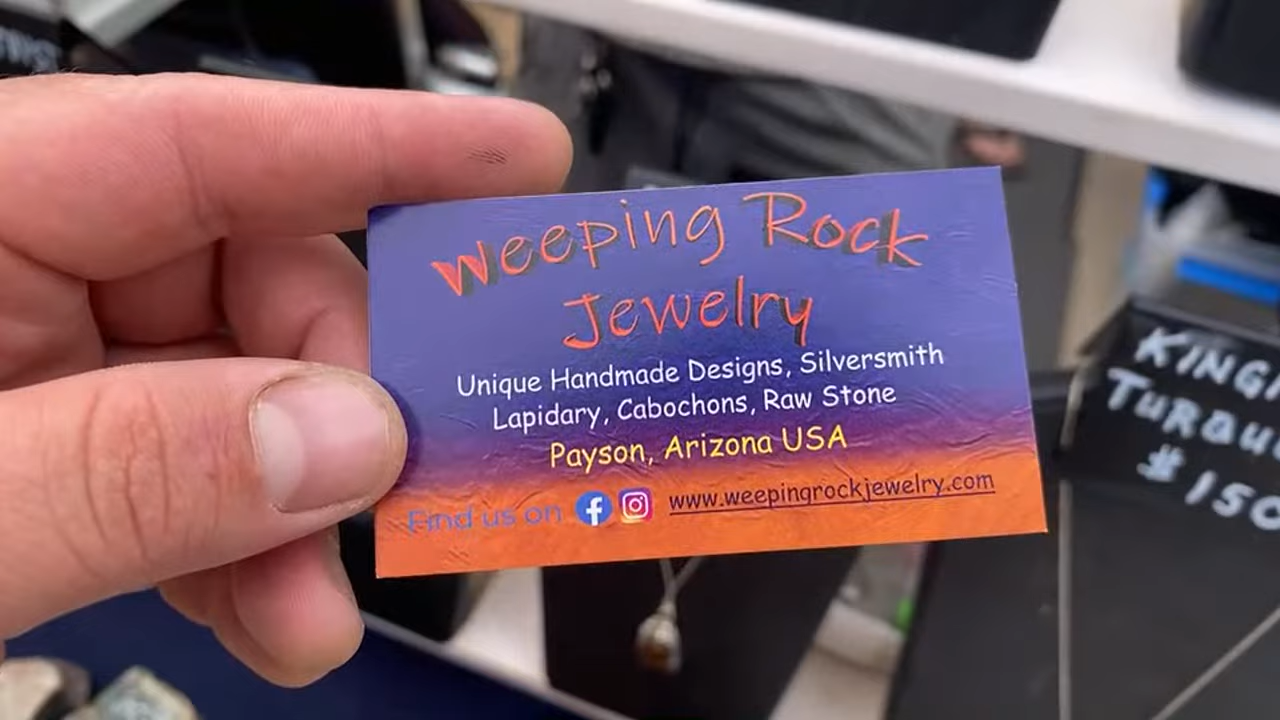 Weeping Rock
Jewelry
Unique Handmade Designs, Silversmith
Lapidary, Cabochons, Raw Stone
Payson, Arizona USA
Find us on
www.weepingrockjewelry.com
$150